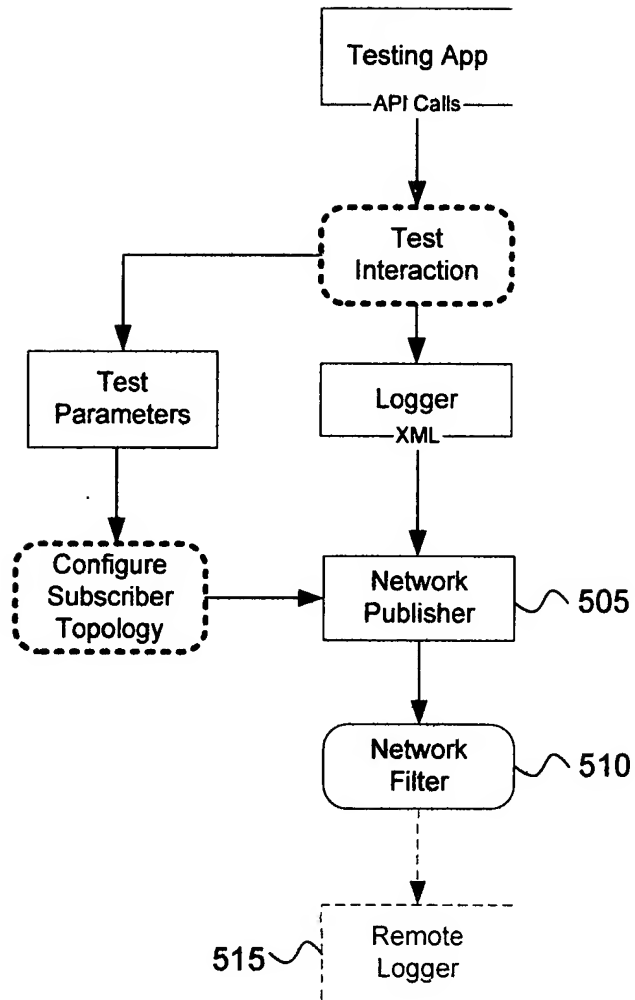 Testing App
API Calls
Test
Interaction
Test
Parameters
Logger
XML
Configure
Subscriber
Topology
Network
Publisher
505
Network
Filter
510
515
Remote
Logger